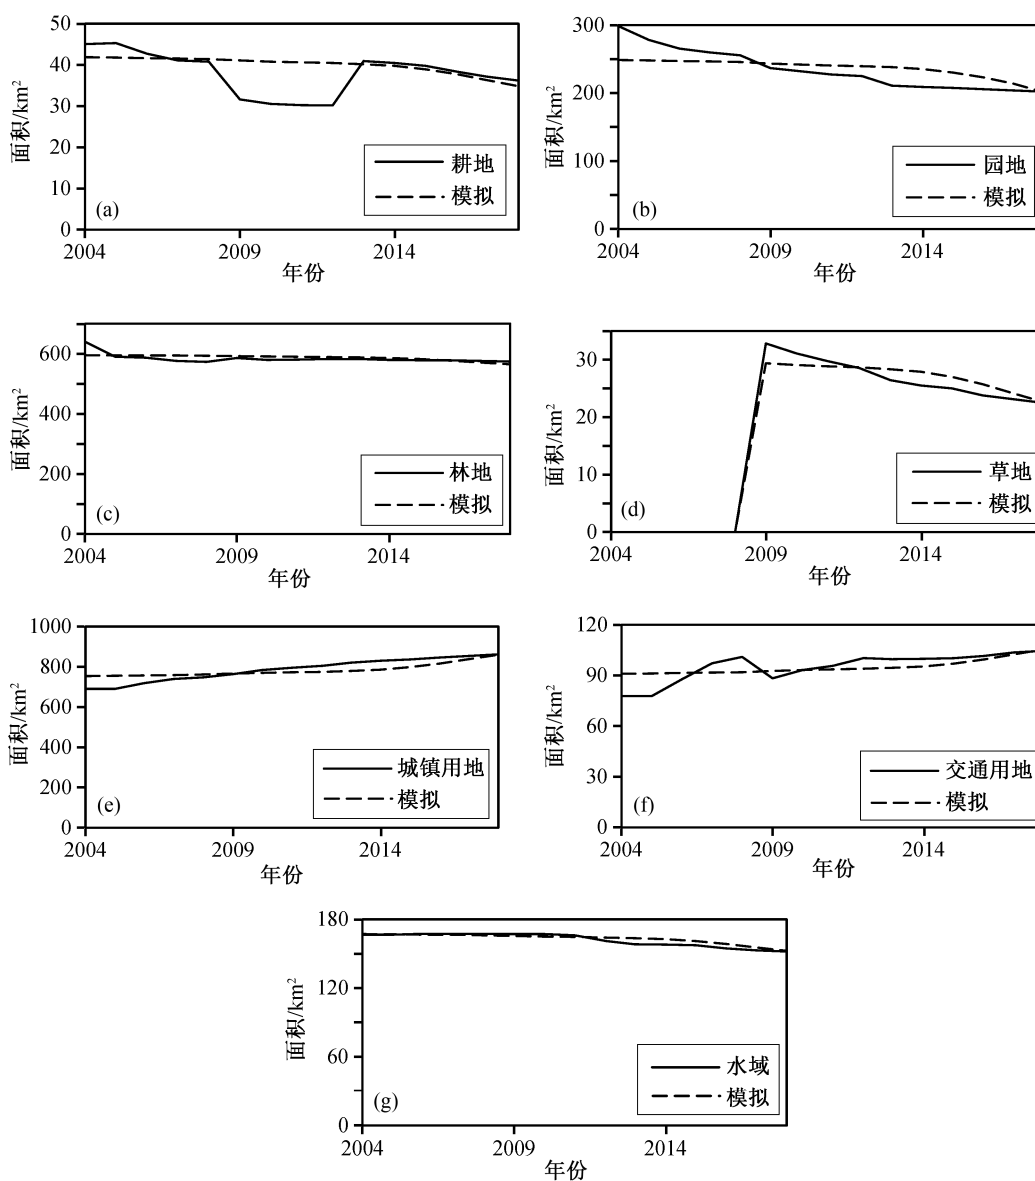 50
40
30
20
10
0
面积/km²
耕地
模拟
(a)
2004
2009
2014
年份
300
200
100
0
面积/km²
园地
模拟
(b)
2004
2009
2014
年份
600
400
200
0
面积/km²
林地
模拟
(c)
2004
2009
2014
年份
30
20
10
0
面积/km²
草地
模拟
(d)
2004
2009
2014
年份
1000
800
600
400
200
0
面积/km²
城镇用地
模拟
(e)
2004
2009
2014
年份
120
90
60
30
0
面积/km²
交通用地
模拟
(f)
2004
2009
2014
年份
180
120
60
0
面积/km²
水域
模拟
(g)
2004
2009
2014
年份